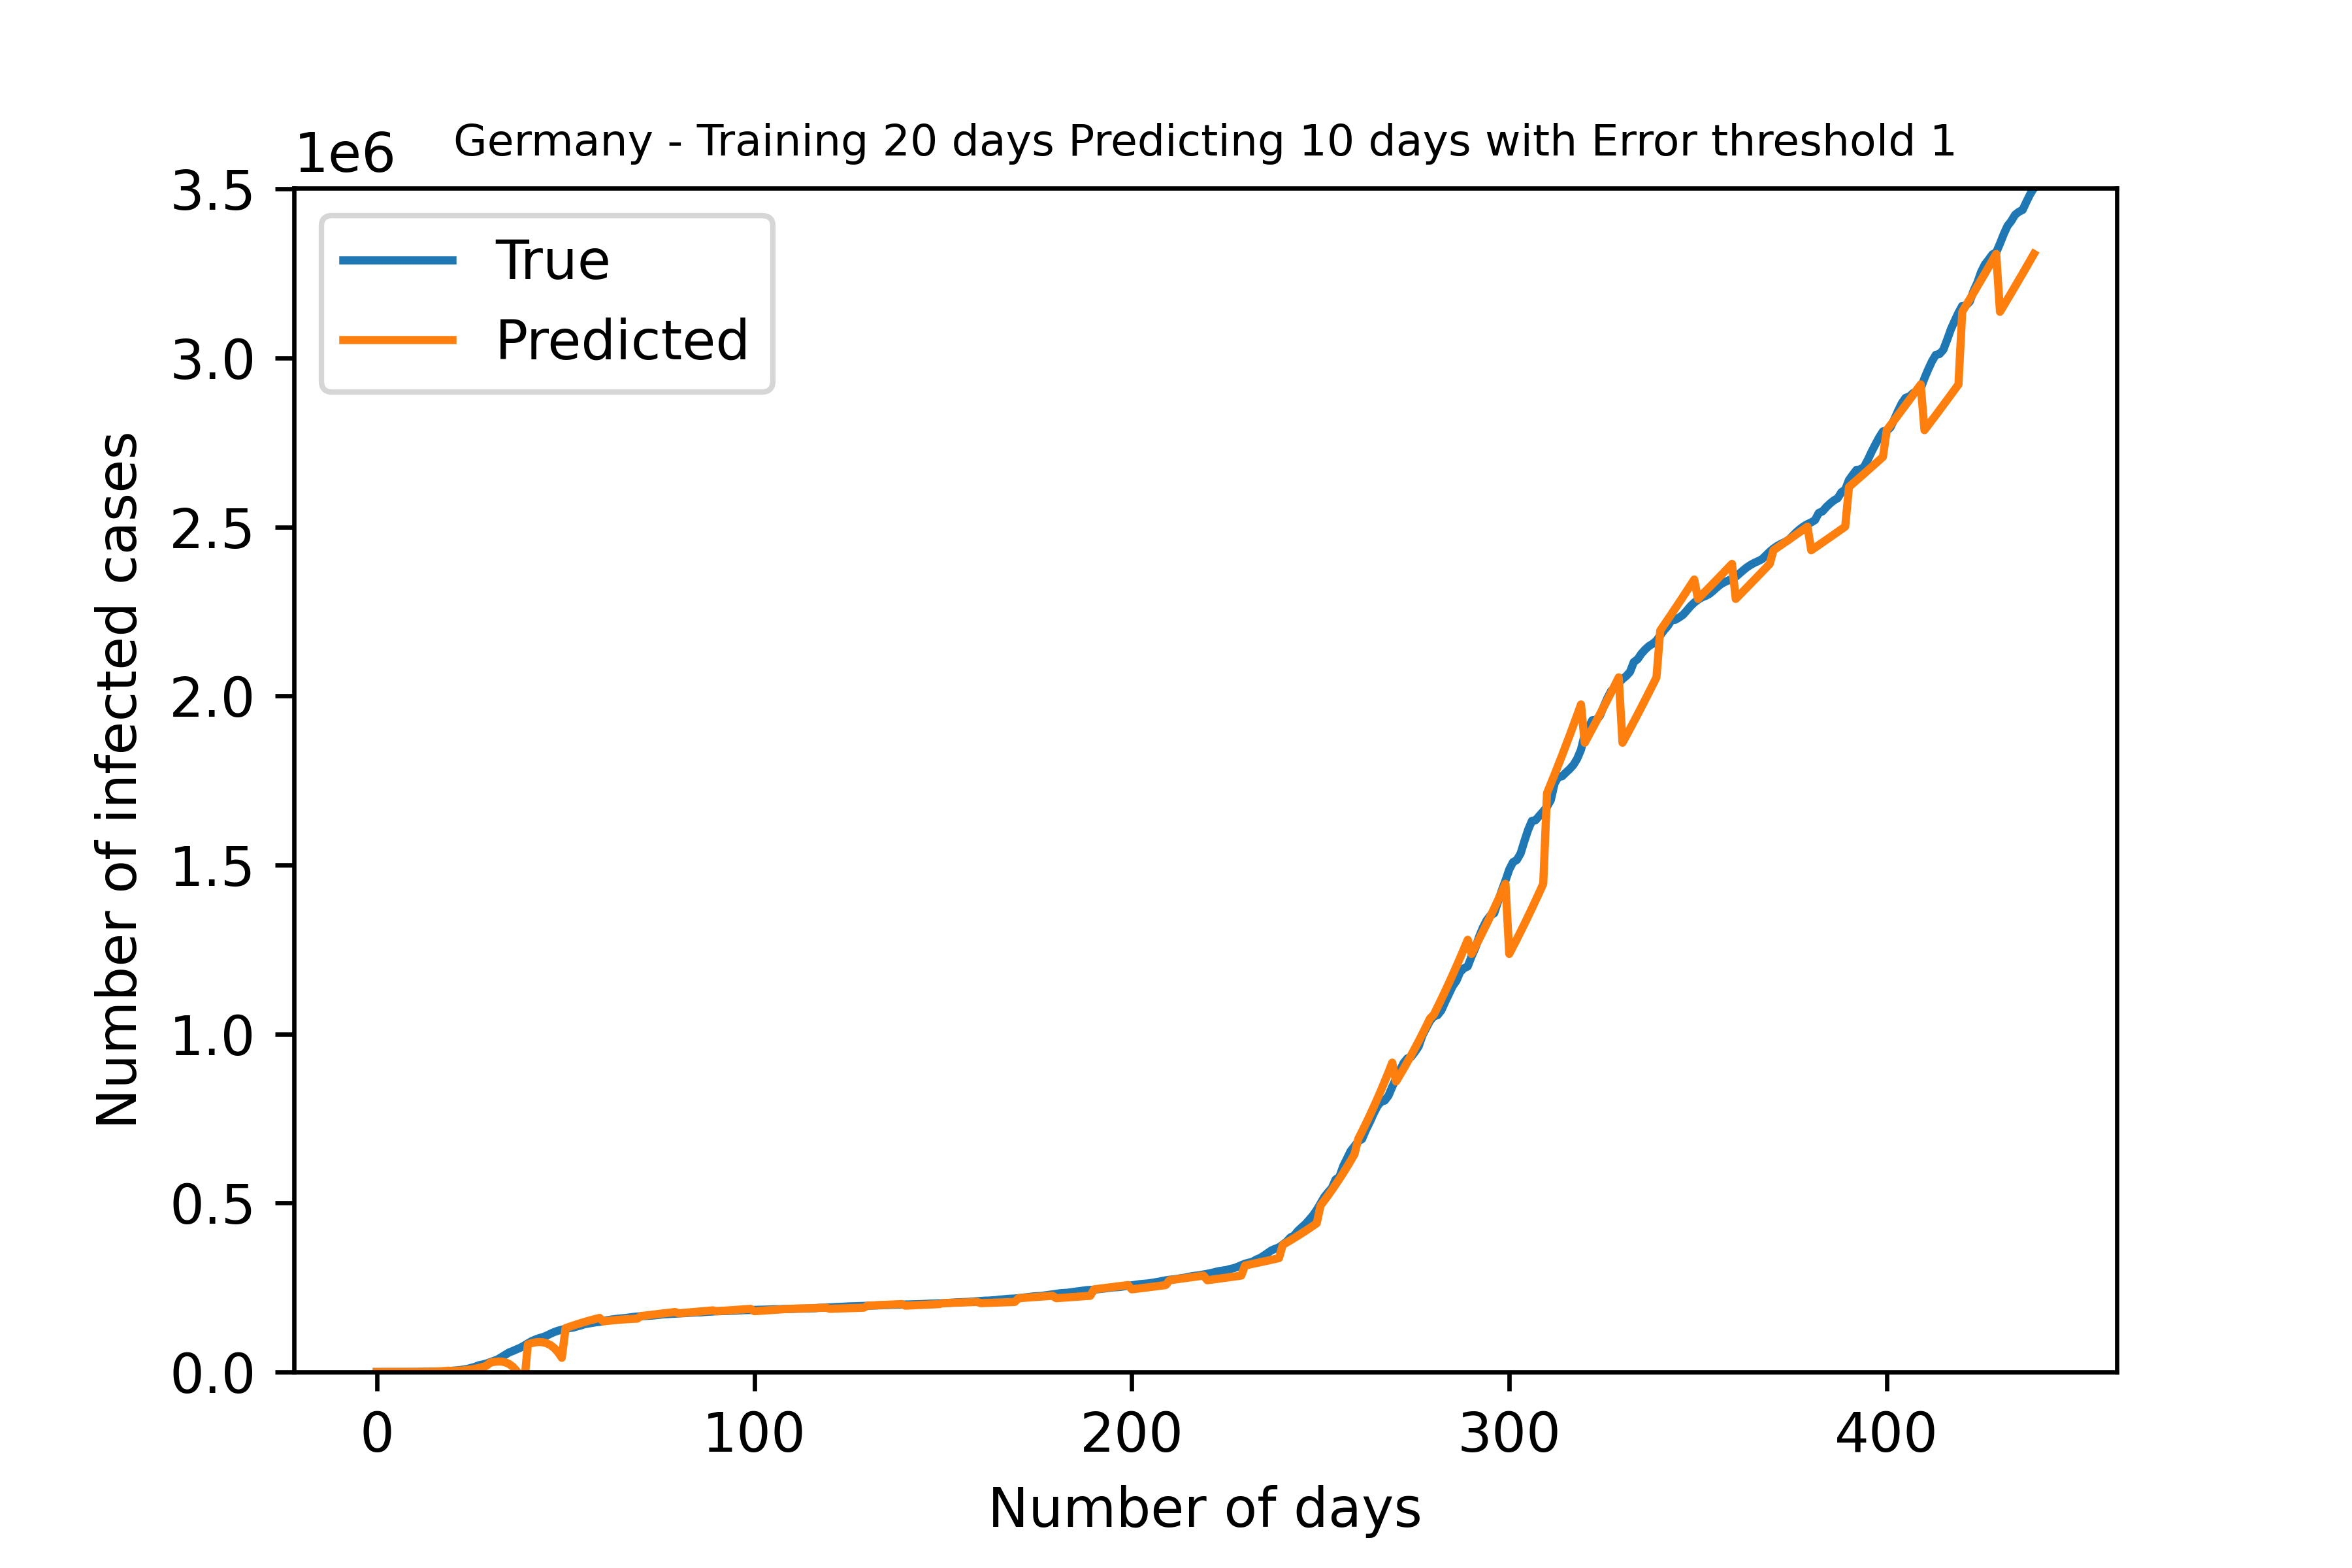 Germany - Training 20 days Predicting 10 days with Error threshold 1
1e6
3.5
3.0
2.5
2.0
1.5
1.0
0.5
0.0
Number of infected cases
True
Predicted
0 100 200 300 400
Number of days